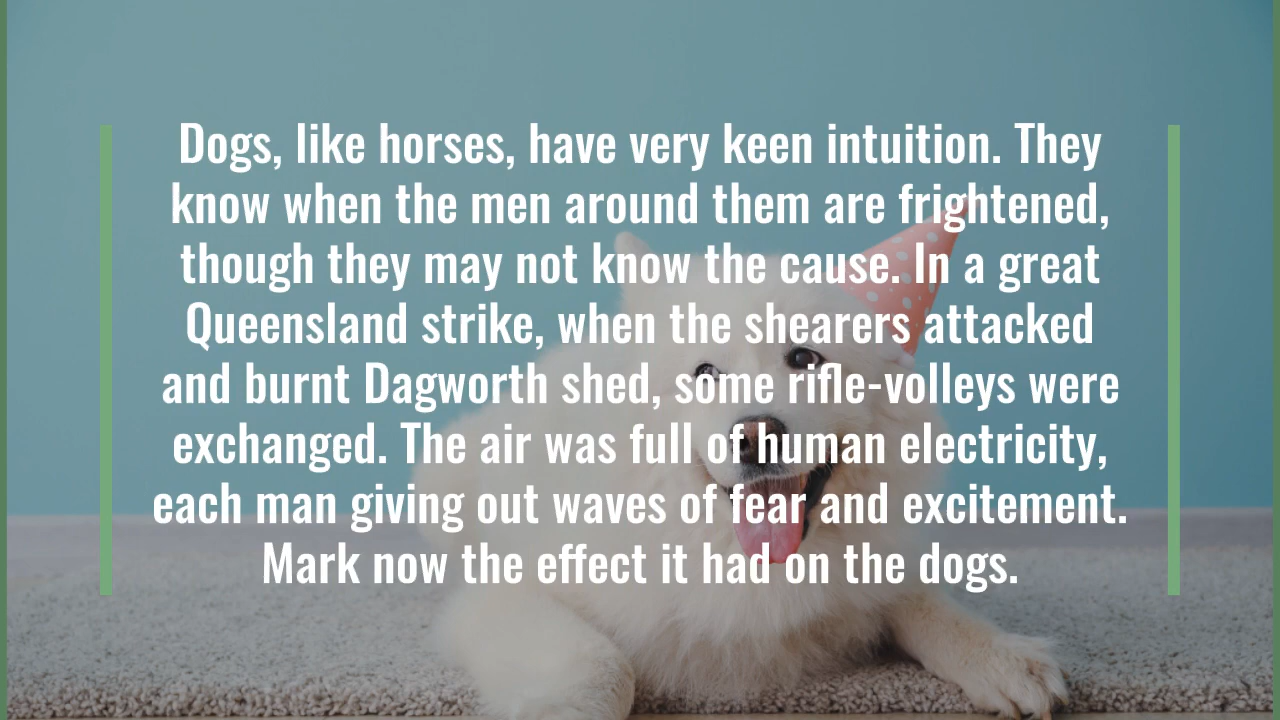 Dogs, like horses, have very keen intuition. They
know when the men around them are frightened,
though they may not know the cause. In a great
Queensland strike, when the shearers attacked
and burnt Dagworth shed, some rifle-volleys were
exchanged. The air was full of human electricity,
each man giving out waves of fear and excitement.
Mark now the effect it had on the dogs.